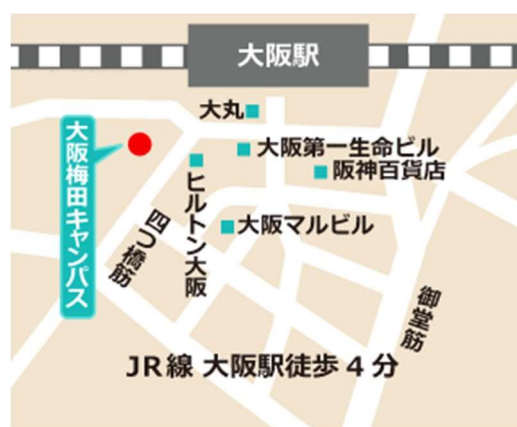 大阪駅
大丸
大阪第一生命ビル
阪神百貨店
大阪梅田キャンパス
ヒルトン大阪
大阪マルビル
四つ橋筋
御堂筋
JR線 大阪駅徒歩4分